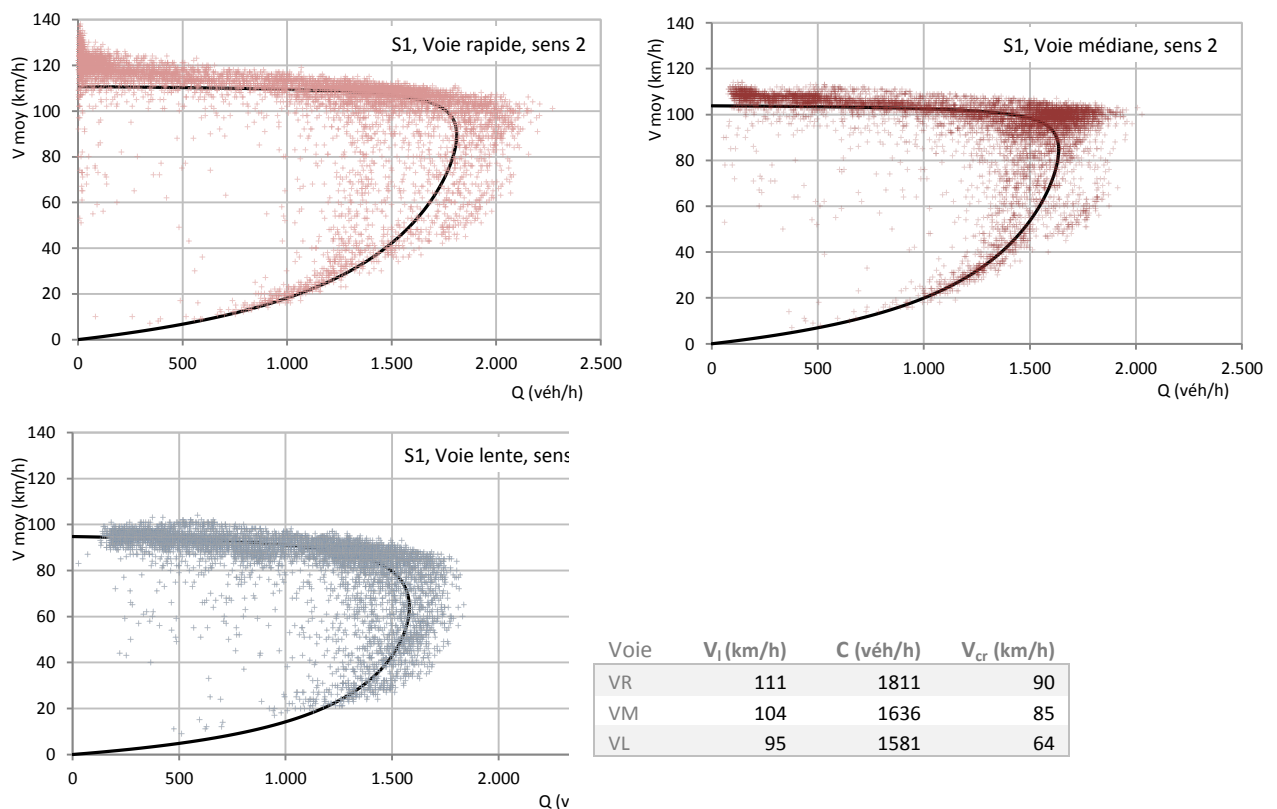 S1, Voie rapide, sens 2
V moy (km/h)
140
120
100
80
60
40
20
0
0 500 1.000 1.500 2.000 2.500
Q (véh/h)
S1, Voie médiane, sens 2
V moy (km/h)
140
120
100
80
60
40
20
0
0 500 1.000 1.500 2.000 2.500
Q (véh/h)
S1, Voie lente, sens
V moy (km/h)
140
120
100
80
60
40
20
0
0 500 1.000 1.500 2.000
Q (v
Voie Vl (km/h) C (véh/h) Vcr (km/h)
VR 111 1811 90
VM 104 1636 85
VL 95 1581 64